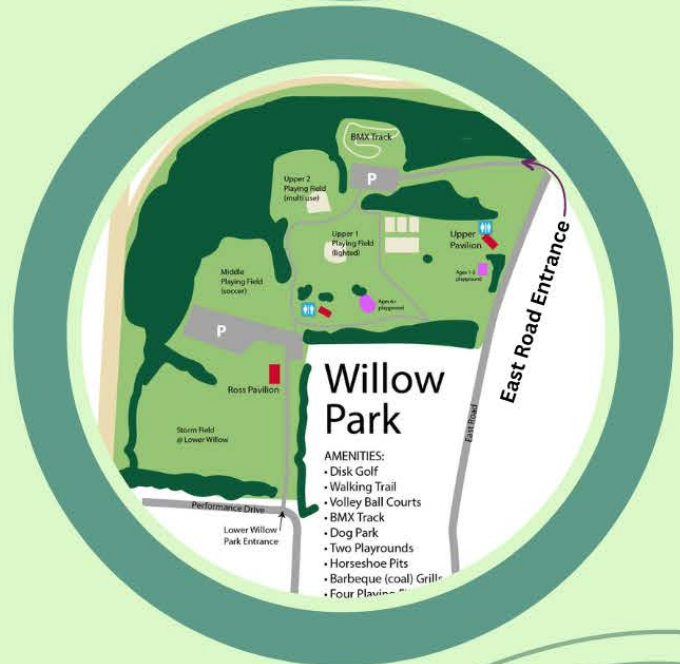 BMX Track
P
Upper 2
Playing Field
(multi use)
Upper 1
Playing Field
(lighted)
Upper
Pavilion
Middle
Playing Field
(soccer)
playground
playground
P
Ross Pavilion
Storm Field
@ Lower Willow
Performance Drive
Lower Willow
Park Entrance
East Road Entrance
East Road
Willow
Park
AMENITIES:
• Disk Golf
• Walking Trail
• Volley Ball Courts
• BMX Track
• Dog Park
• Two Playrounds
• Horseshoe Pits
• Barbeque (coal) Grills
• Four Playing